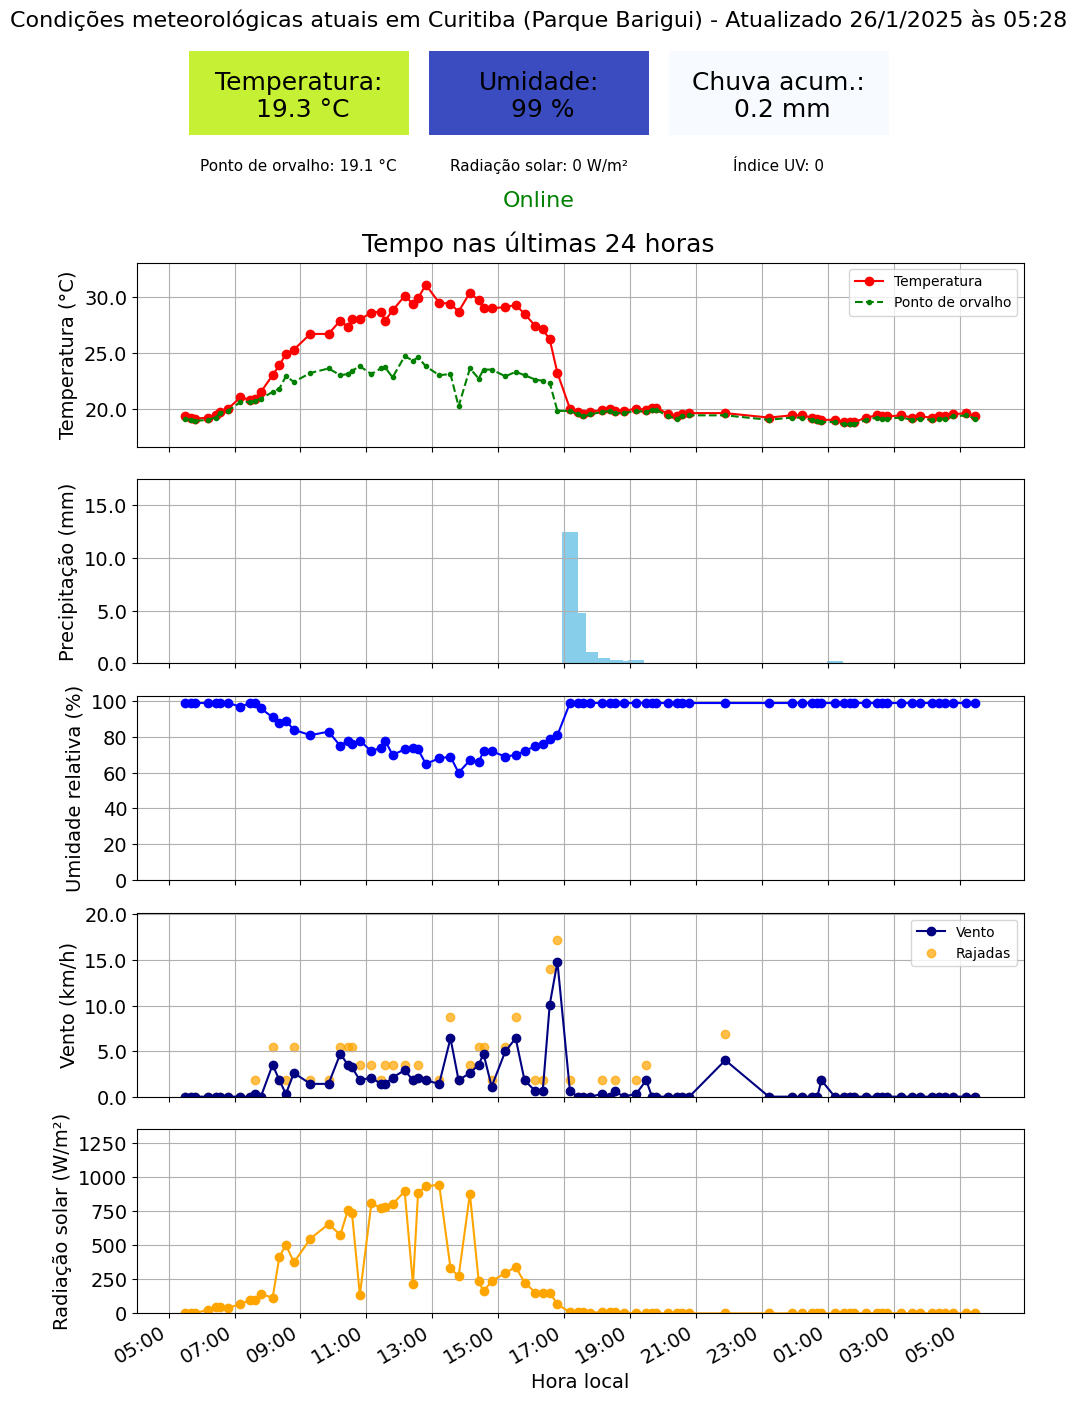 Condições meteorológicas atuais em Curitiba (Parque Barigui) - Atualizado 26/1/2025 às 05:28
Temperatura:
19.3 °C
Umidade:
99 %
Chuva acum.:
0.2 mm
Ponto de orvalho: 19.1 °C
Radiação solar: 0 W/m²
Índice UV: 0
Online
Tempo nas últimas 24 horas
Temperatura (°C)
30.0
25.0
20.0
Temperatura
Ponto de orvalho
Precipitação (mm)
15.0
10.0
5.0
0.0
Umidade relativa (%)
100
80
60
40
20
0
Vento (km/h)
20.0
15.0
10.0
5.0
0.0
Vento
Rajadas
Radiação solar (W/m²)
1250
1000
750
500
250
0
05:00
07:00
09:00
11:00
13:00
15:00
17:00
19:00
21:00
23:00
01:00
03:00
05:00
Hora local